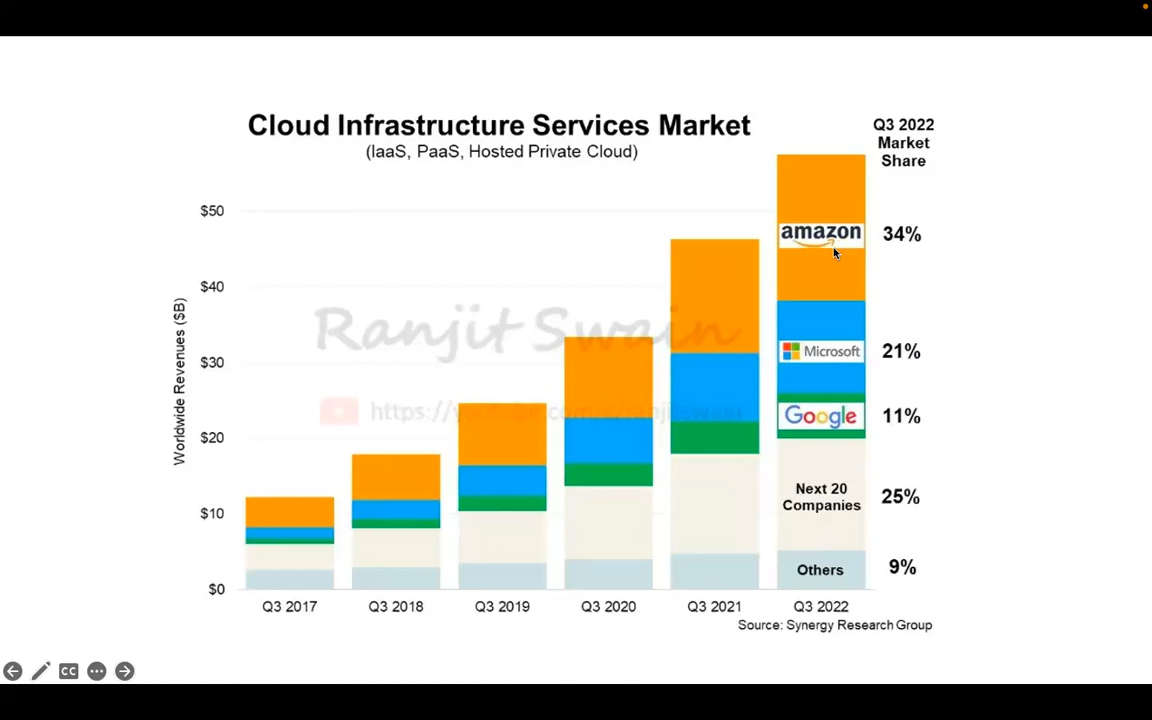 Cloud Infrastructure Services Market
(IaaS, PaaS, Hosted Private Cloud)
Q3 2022
Market
Share
Worldwide Revenues ($B)
$50
$40
$30
$20
$10
$0
amazon
34%
Microsoft
21%
Google
11%
Next 20
Companies
25%
Others
9%
Ranjit Swain
Q3 2017
Q3 2018
Q3 2019
Q3 2020
Q3 2021
Q3 2022
Source: Synergy Research Group
CC